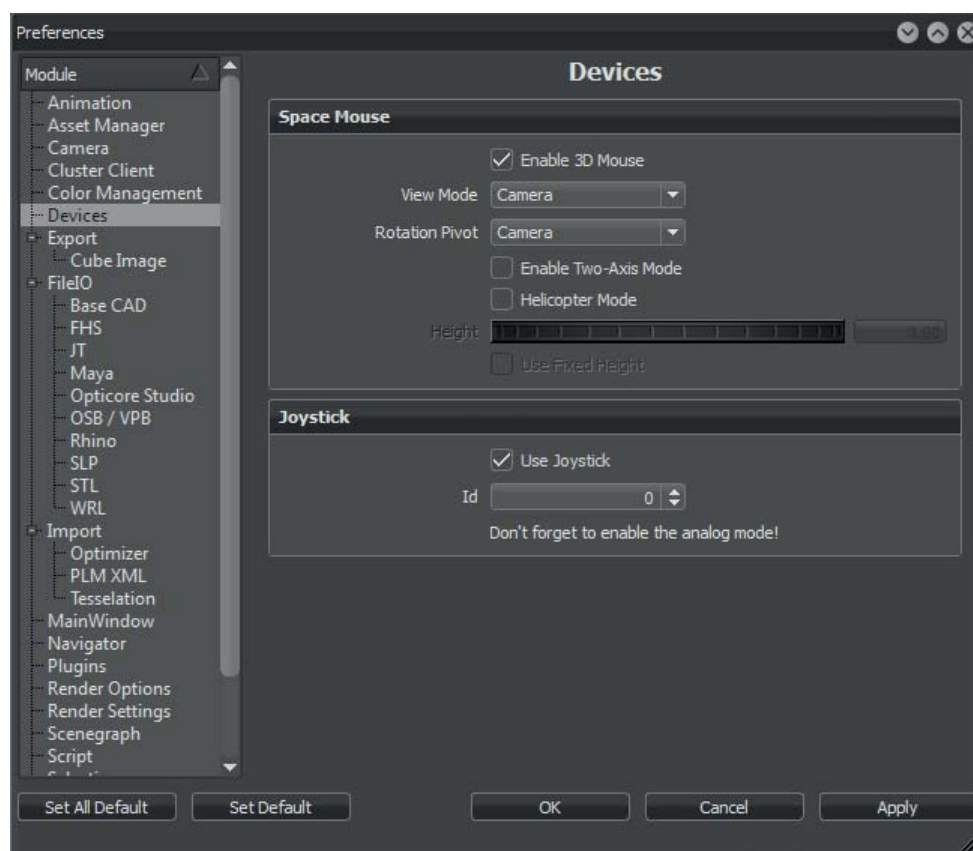 Preferences
Module
Animation
Asset Manager
Camera
Cluster Client
Color Management
Devices
Export
Cube Image
FileIO
Base CAD
FHS
JT
Maya
Opticore Studio
OSB / VPB
Rhino
SLP
STL
WRL
Import
Optimizer
PLM XML
Tesselation
MainWindow
Navigator
Plugins
Render Options
Render Settings
Scenegraph
Script
Devices
Space Mouse
Enable 3D Mouse
View Mode Camera
Rotation Pivot Camera
Enable Two-Axis Mode
Helicopter Mode
Height 0.00
Use Fixed Height
Joystick
Use Joystick
Id 0
Don't forget to enable the analog mode!
Set All Default Set Default OK Cancel Apply